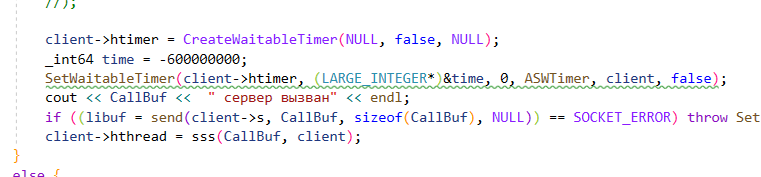 //);
client->htimer = CreateWaitableTimer(NULL, false, NULL);
_int64 time = -600000000;
SetWaitableTimer(client->htimer, (LARGE_INTEGER*)&time, 0, ASWTimer, client, false);
cout << CallBuf <<  " сервер вызван" << endl;
if ((libuf = send(client->s, CallBuf, sizeof(CallBuf), NULL)) == SOCKET_ERROR) throw Set
client->hthread = sss(CallBuf, client);
}
else {